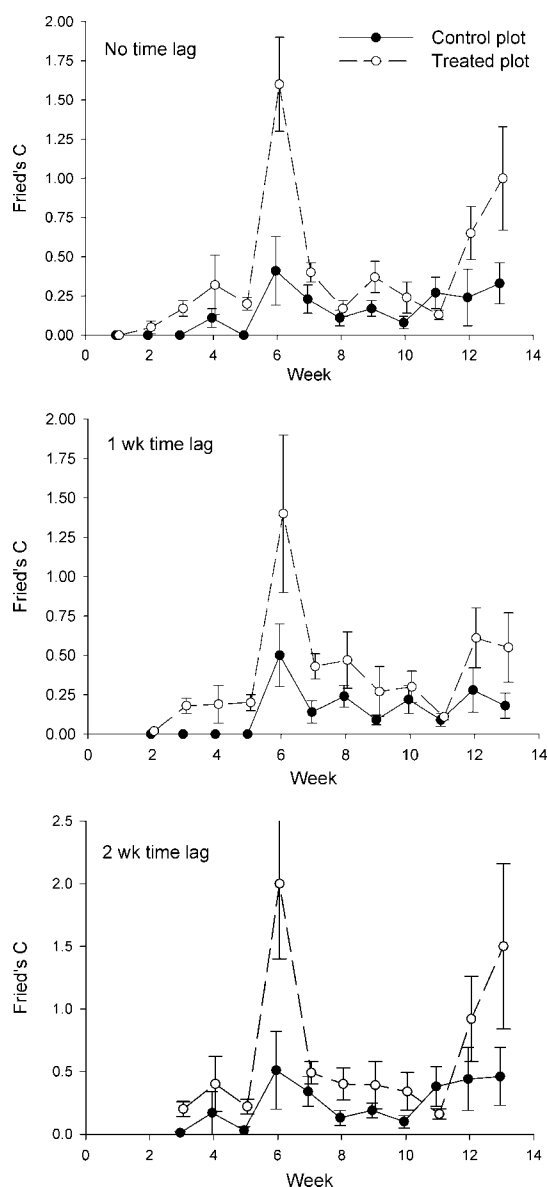 2.00
1.75
1.50
1.25
1.00
0.75
0.50
0.25
0.00
Fried's C
No time lag
Control plot
Treated plot
0 2 4 6 8 10 12 14
Week
2.00
1.75
1.50
1.25
1.00
0.75
0.50
0.25
0.00
Fried's C
1 wk time lag
0 2 4 6 8 10 12 14
Week
2.5
2.0
1.5
1.0
0.5
0.0
Fried's C
2 wk time lag
0 2 4 6 8 10 12 14
Week